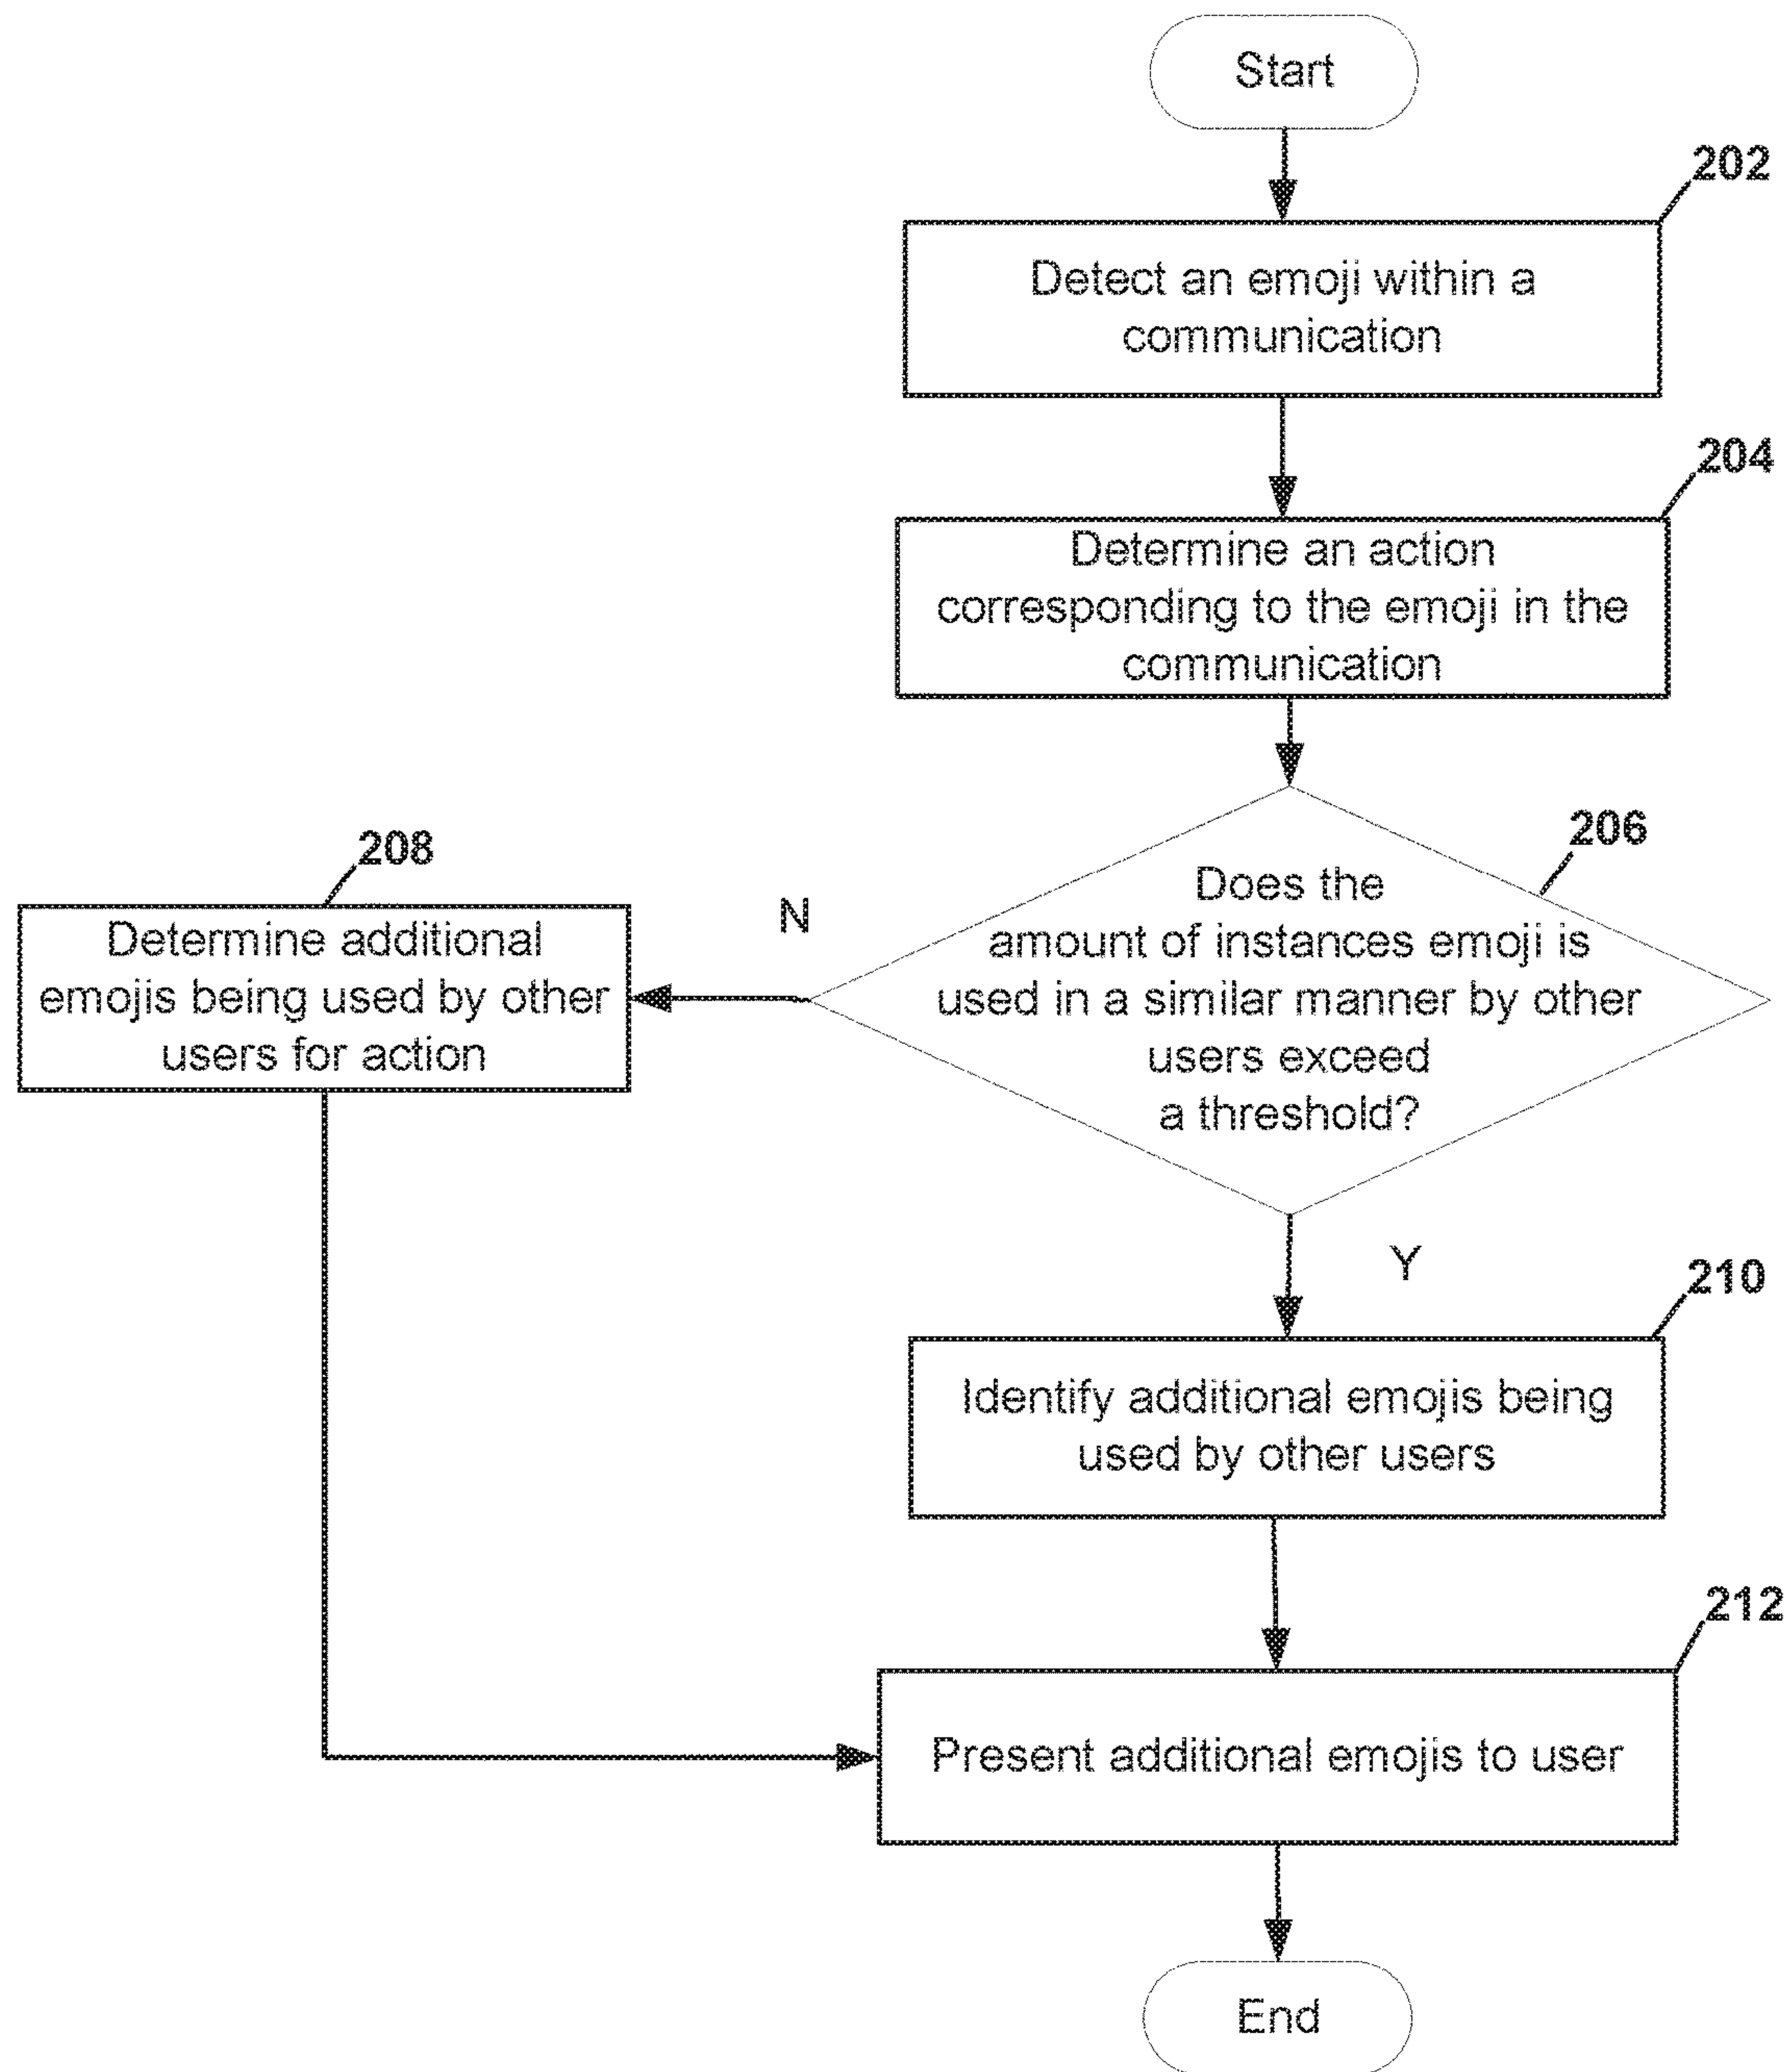 Start
202
Detect an emoji within a
communication
204
Determine an action
corresponding to the emoji in the
communication
206
Does the
amount of instances emoji is
used in a similar manner by other
users exceed
a threshold?
N
208
Determine additional
emojis being used by other
users for action
Y
210
Identify additional emojis being
used by other users
212
Present additional emojis to user
End